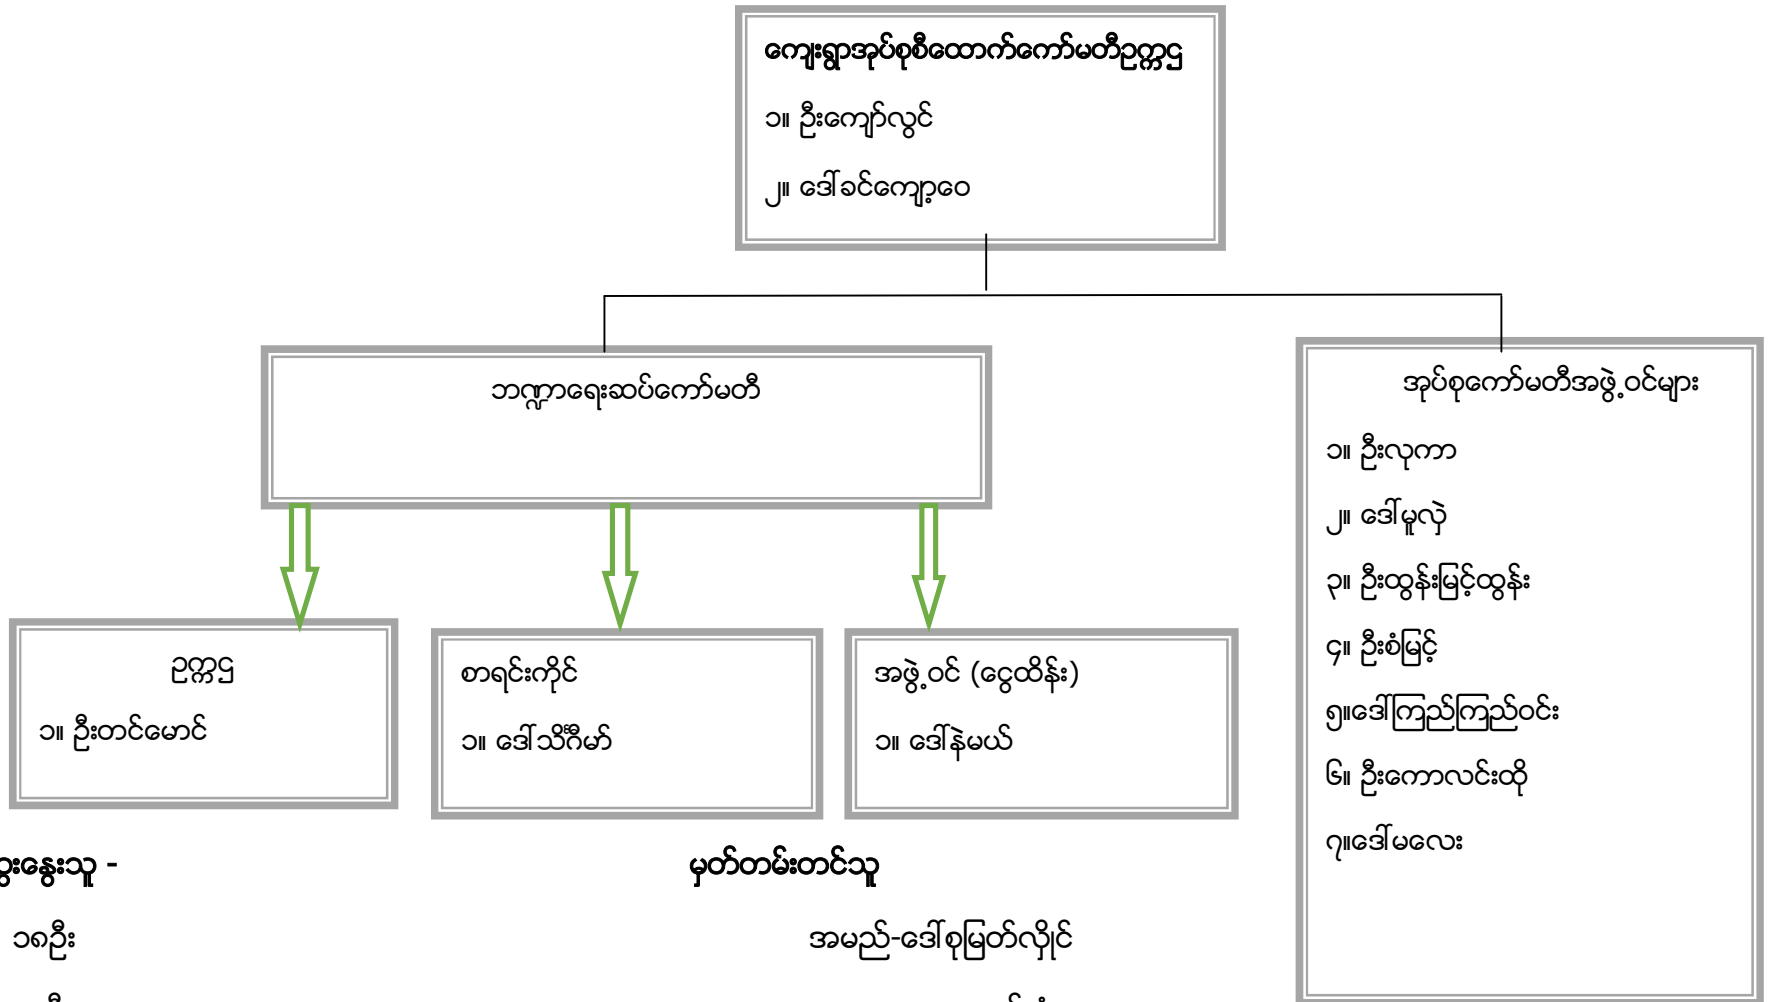 ကျေးရွာအုပ်စုစီထောက်ကော်မတီဥက္ကဌ
၁။ ဦးကျော်လွင်
၂။ ဒေါ်ခင်ကျော့ဝေ
ဘဏ္ဍာရေးဆပ်ကော်မတီ
အုပ်စုကော်မတီအဖွဲ့ဝင်များ
၁။ ဦးလုကာ
၂။ ဒေါ်မူလှဲ
၃။ ဦးထွန်းမြင့်ထွန်း
၄။ ဦးစံမြင့်
၅။ဒေါ်ကြည်ကြည်ဝင်း
၆။ ဦးကောလင်းထို
၇။ဒေါ်မလေး
ဥက္ကဌ
၁။ ဦးတင်မောင်
စာရင်းကိုင်
၁။ ဒေါ်သိင်္ဂီမာ်
အဖွဲ့ဝင် (ငွေထိန်း)
၁။ ဒေါ်နဲမယ်
မှတ်တမ်းတင်သူ
၁၈ဦး
အမည်-ဒေါ်စုမြတ်လှိုင်